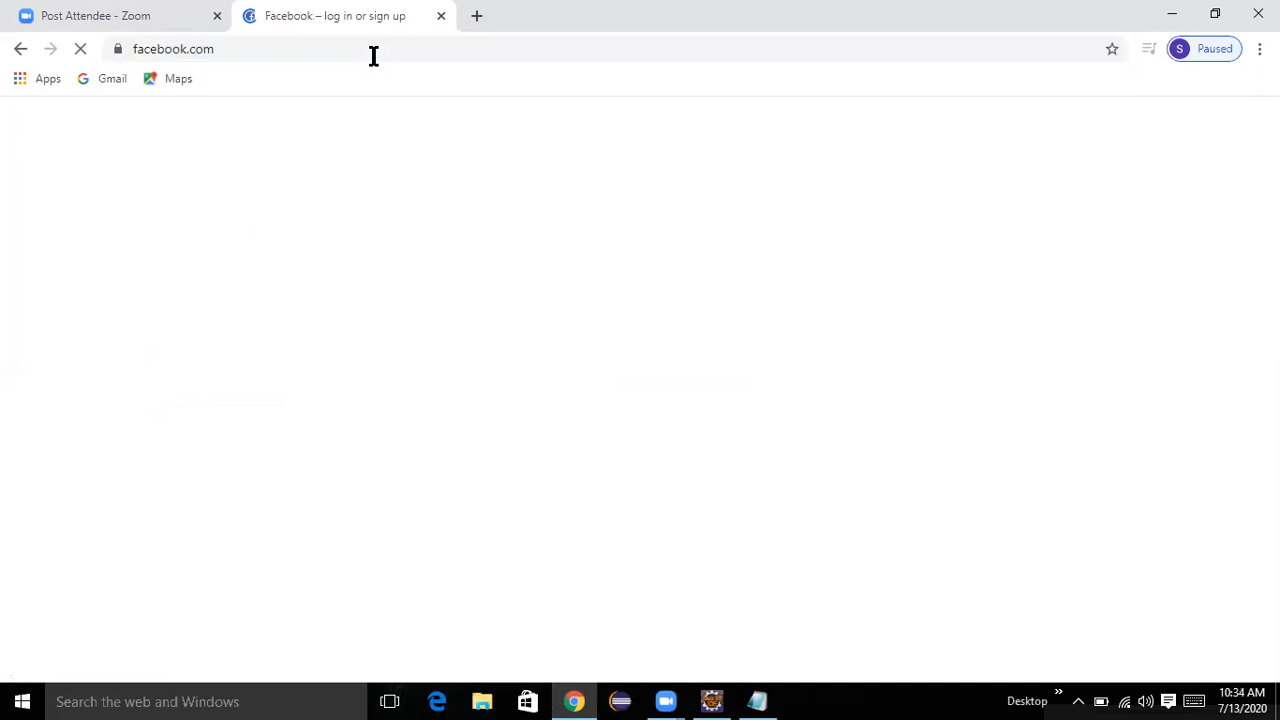 Post Attendee - Zoom
Facebook – log in or sign up
facebook.com
S
Paused
Apps
Gmail
Maps
Search the web and Windows
Desktop
10:34 AM
7/13/2020